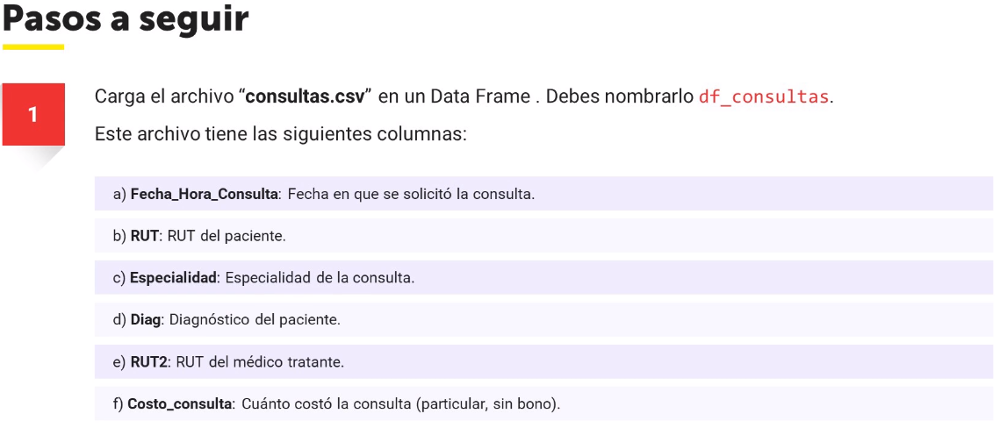 Pasos a seguir
1
Carga el archivo “consultas.csv” en un Data Frame . Debes nombrarlo df_consultas.
Este archivo tiene las siguientes columnas:
a) Fecha_Hora_Consulta: Fecha en que se solicitó la consulta.
b) RUT: RUT del paciente.
c) Especialidad: Especialidad de la consulta.
d) Diag: Diagnóstico del paciente.
e) RUT2: RUT del médico tratante.
f) Costo_consulta: Cuánto costó la consulta (particular, sin bono).